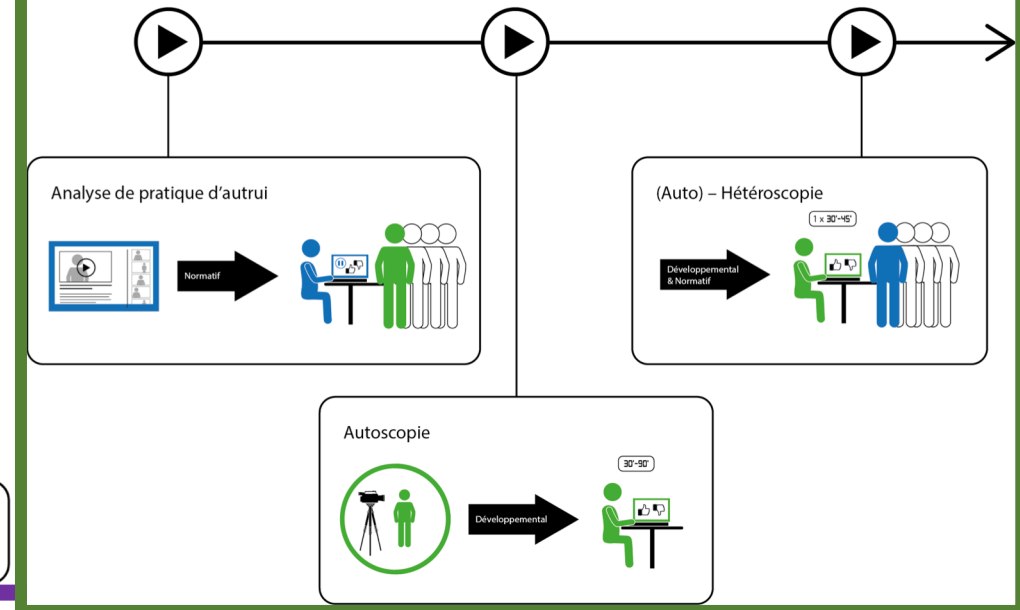 Analyse de pratique d'autrui
Normatif
(Auto) – Hétéroscopie
1 x 30'-45'
Développemental
& Normatif
Autoscopie
30'-90'
Développemental